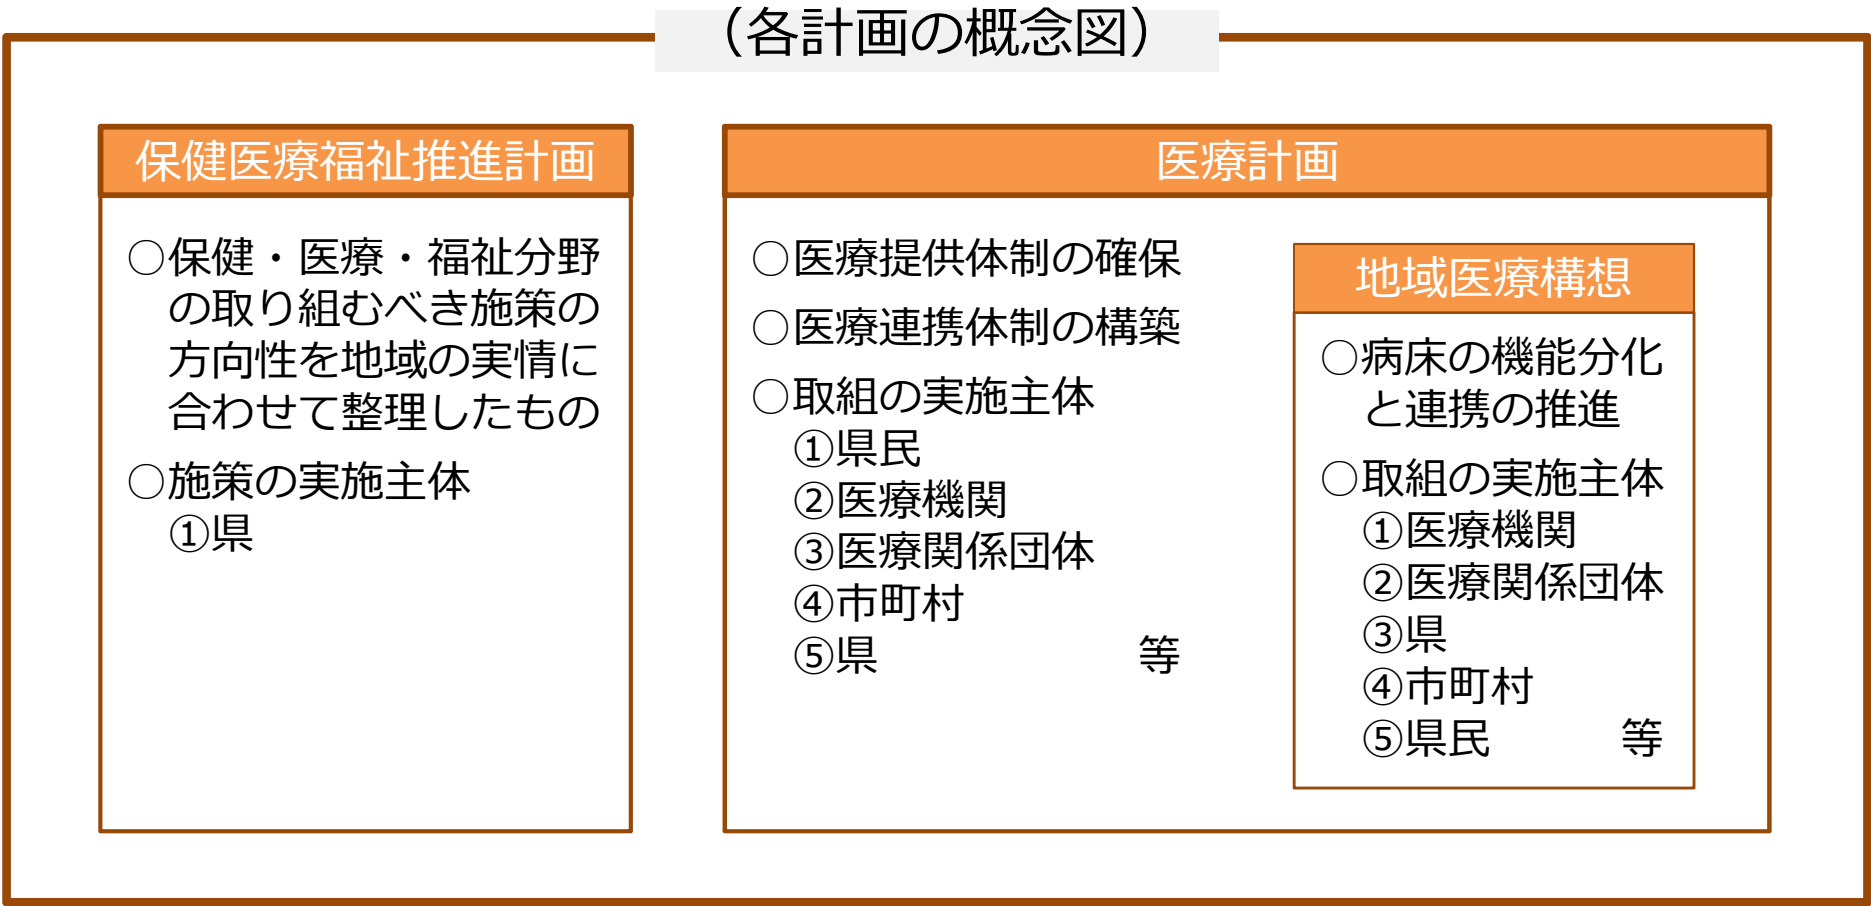 （各計画の概念図）
保健医療福祉推進計画
○保健・医療・福祉分野
の取り組むべき施策の
方向性を地域の実情に
合わせて整理したもの
○施策の実施主体
①県
医療計画
○医療提供体制の確保
○医療連携体制の構築
○取組の実施主体
①県民
②医療機関
③医療関係団体
④市町村
⑤県 等
地域医療構想
○病床の機能分化
と連携の推進
○取組の実施主体
①医療機関
②医療関係団体
③県
④市町村
⑤県民 等